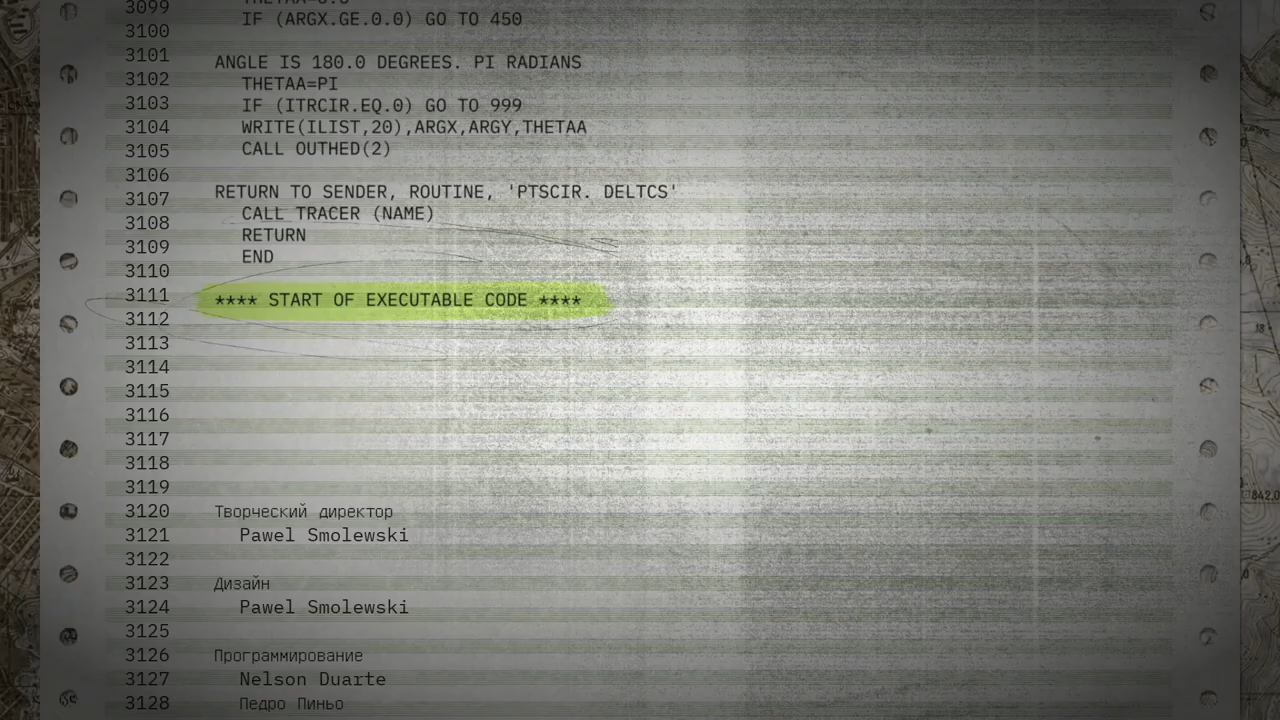 3099 THETAA=0.0
IF (ARGX.GE.0.0) GO TO 450
3100
3101
ANGLE IS 180.0 DEGREES. PI RADIANS
3102
THETAA=PI
3103
IF (ITRCIR.EQ.0) GO TO 999
3104
WRITE(ILIST,20),ARGX,ARGY,THETAA
3105
CALL OUTHED(2)
3106
3107
RETURN TO SENDER, ROUTINE, 'PTSCIR. DELTCS'
3108
CALL TRACER (NAME)
3109
RETURN
END
3110
3111
**** START OF EXECUTABLE CODE ****
3112
3113
3114
3115
3116
3117
3118
3119
3120 Творческий директор
3121 Pawel Smolewski
3122
3123 Дизайн
3124 Pawel Smolewski
3125
3126 Программирование
3127 Nelson Duarte
3128 Педро Пиньо